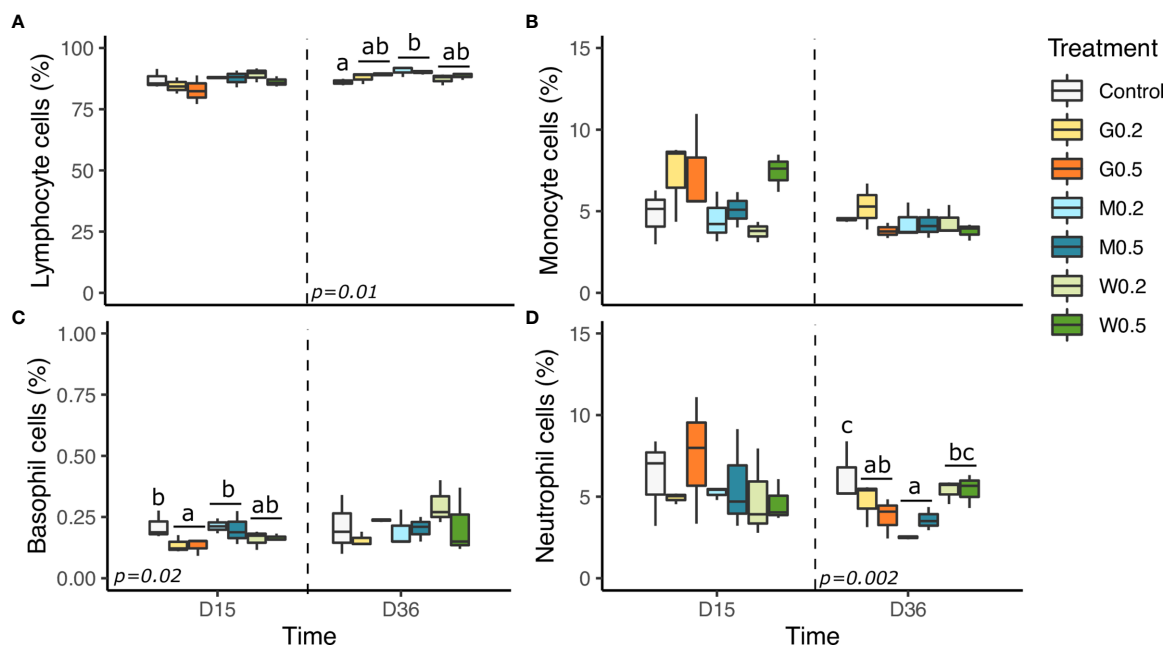 A
Lymphocyte cells (%)
100
75
50
25
0
a
ab
b
ab
p=0.01
B
Monocyte cells (%)
15
10
5
0
Treatment
Control
G0.2
G0.5
M0.2
M0.5
W0.2
W0.5
C
Basophil cells (%)
1.00
0.75
0.50
0.25
0.00
b
a
b
ab
p=0.02
D15
D36
Time
D
Neutrophil cells (%)
15
10
5
0
c
ab
a
bc
p=0.002
D15
D36
Time